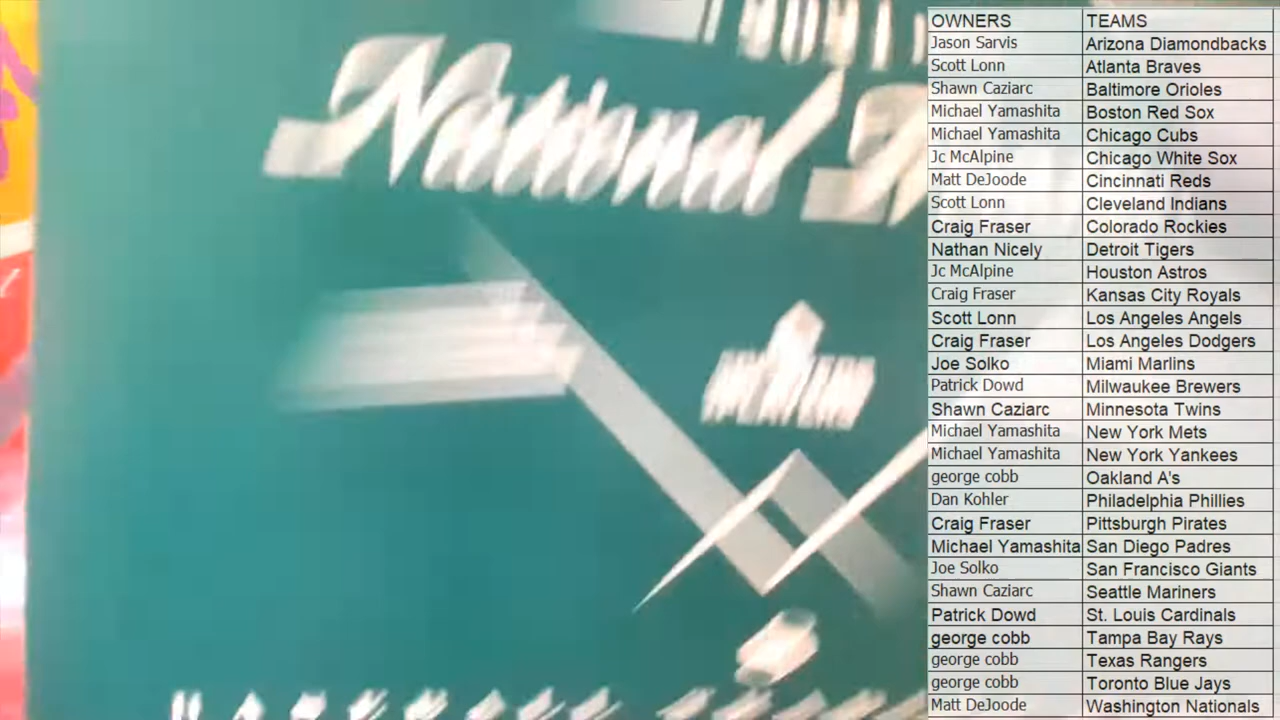 National
OWNERS TEAMS
Jason Sarvis Arizona Diamondbacks
Scott Lonn Atlanta Braves
Shawn Caziarc Baltimore Orioles
Michael Yamashita Boston Red Sox
Michael Yamashita Chicago Cubs
Jc McAlpine Chicago White Sox
Matt DeJoode Cincinnati Reds
Scott Lonn Cleveland Indians
Craig Fraser Colorado Rockies
Nathan Nicely Detroit Tigers
Jc McAlpine Houston Astros
Craig Fraser Kansas City Royals
Scott Lonn Los Angeles Angels
Craig Fraser Los Angeles Dodgers
Joe Solko Miami Marlins
Patrick Dowd Milwaukee Brewers
Shawn Caziarc Minnesota Twins
Michael Yamashita New York Mets
Michael Yamashita New York Yankees
george cobb Oakland A's
Dan Kohler Philadelphia Phillies
Craig Fraser Pittsburgh Pirates
Michael Yamashita San Diego Padres
Joe Solko San Francisco Giants
Shawn Caziarc Seattle Mariners
Patrick Dowd St. Louis Cardinals
george cobb Tampa Bay Rays
george cobb Texas Rangers
george cobb Toronto Blue Jays
Matt DeJoode Washington Nationals